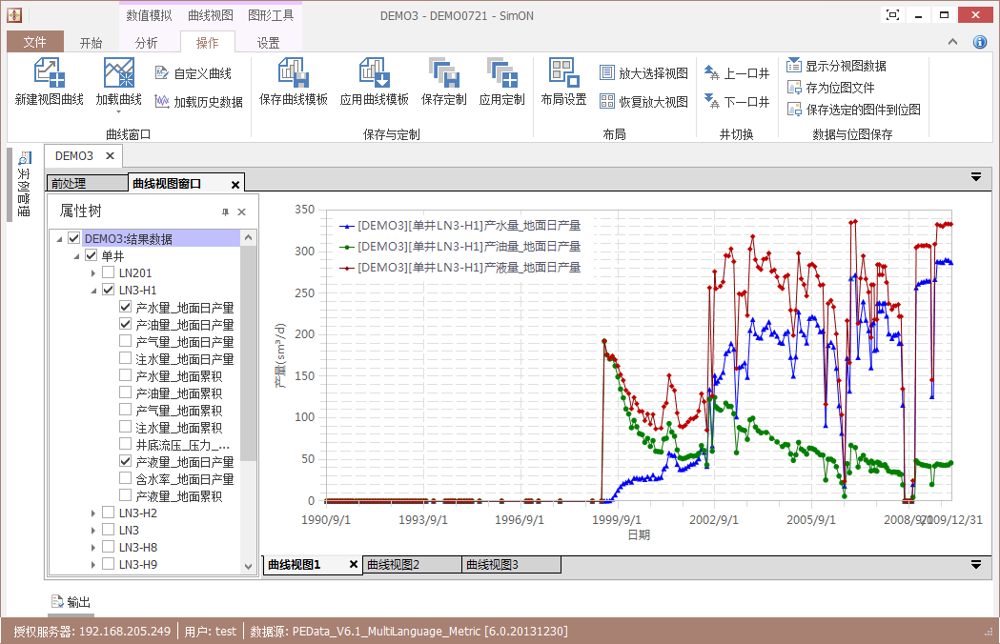 数值模拟 曲线视图 图形工具
DEMO3 - DEMO0721 - SimON
文件 开始 分析 操作 设置
新建视图曲线
加载曲线
自定义曲线
加载历史数据
曲线窗口
保存曲线模板
应用曲线模板
保存定制
应用定制
保存与定制
布局设置
放大选择视图
恢复放大视图
布局
上一口井
下一口井
井切换
显示分视图数据
存为位图文件
保存选定的图件到位图
数据与位图保存
实例管理
DEMO3
前处理
曲线视图窗口
属性树
DEMO3:结果数据
单井
LN201
LN3-H1
产水量_地面日产量
产油量_地面日产量
产气量_地面日产量
注水量_地面日产量
产水量_地面累积
产油量_地面累积
产气量_地面累积
注水量_地面累积
井底流压_压力_...
产液量_地面日产量
含水率_地面日产量
产液量_地面累积
LN3-H2
LN3
LN3-H8
LN3-H9
[DEMO3][单井LN3-H1]产水量_地面日产量
[DEMO3][单井LN3-H1]产油量_地面日产量
[DEMO3][单井LN3-H1]产液量_地面日产量
产量(sm³/d)
350
300
250
200
150
100
50
0
1990/9/1 1993/9/1 1996/9/1 1999/9/1 2002/9/1 2005/9/1 2008/9/1 2009/12/31
日期
曲线视图1 曲线视图2 曲线视图3
输出
授权服务器: 192.168.205.249 用户: test 数据源: PEData_V6.1_MultiLanguage_Metric [6.0.20131230]